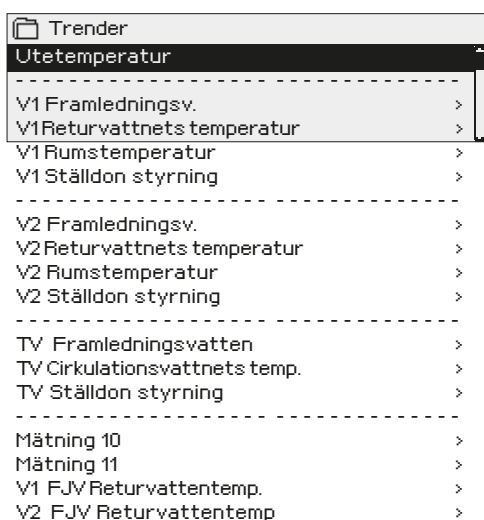 Trender
Utetemperatur
V1 Framledningsv. >
V1 Returvattnets temperatur >
V1 Rumstemperatur >
V1 Ställdon styrning >
V2 Framledningsv. >
V2 Returvattnets temperatur >
V2 Rumstemperatur >
V2 Ställdon styrning >
TV Framledningsvatten >
TV Cirkulationsvattnets temp. >
TV Ställdon styrning >
Mätning 10 >
Mätning 11 >
V1 FJV Returvattentemp. >
V2 FJV Returvattentemp >